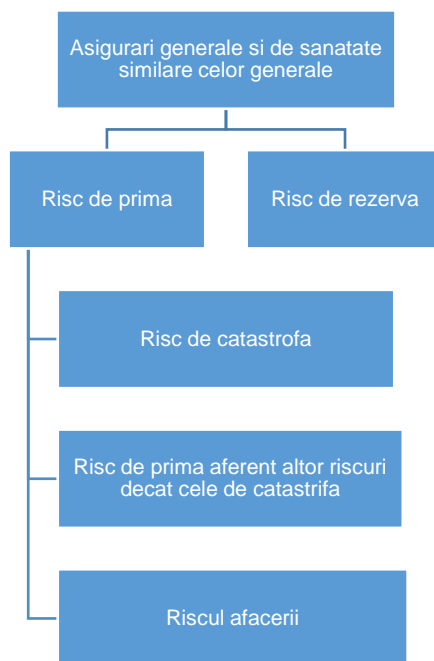 Asigurari generale si de sanatate
similare celor generale
Risc de prima
Risc de rezerva
Risc de catastrofa
Risc de prima aferent altor riscuri
decat cele de catastrifa
Riscul afacerii